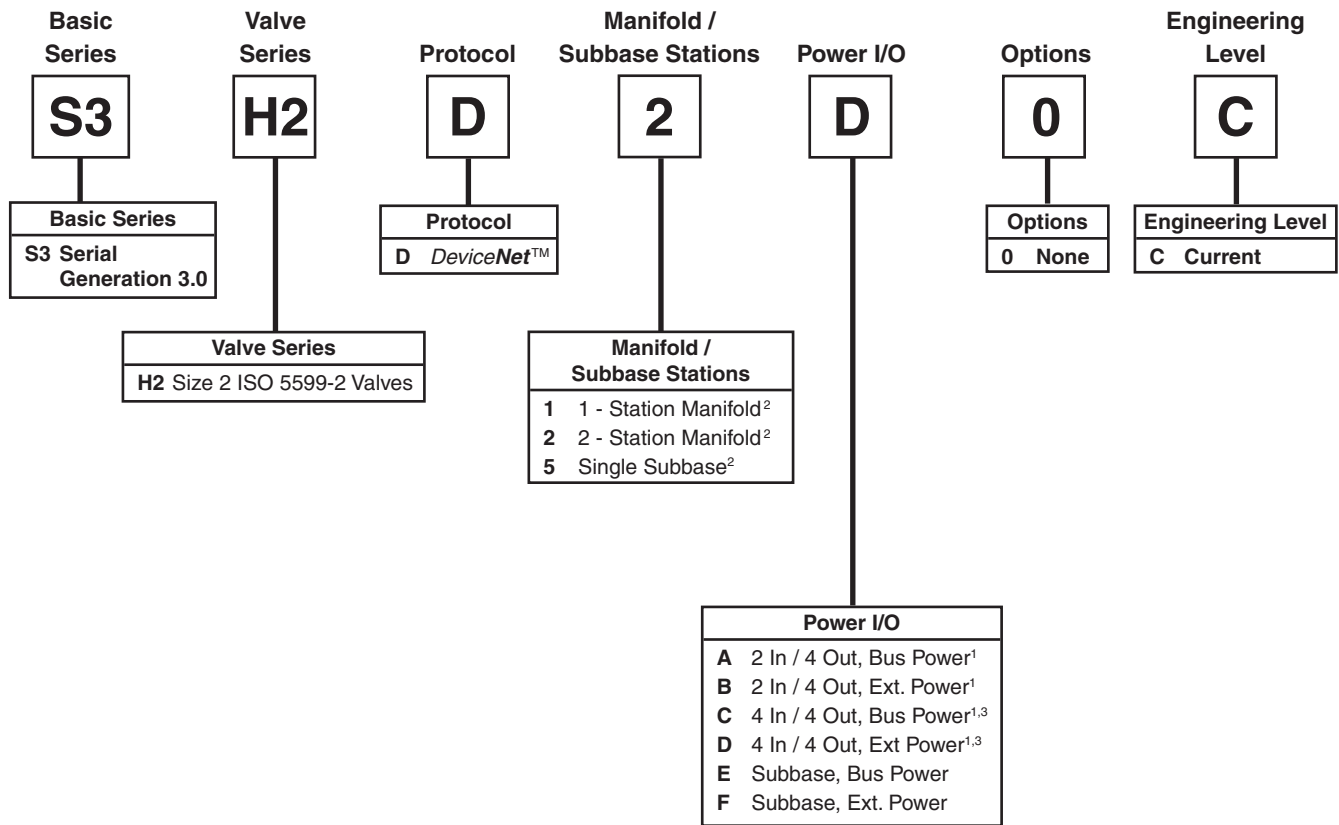 Basic Series
Valve Series
Protocol
Manifold / Subbase Stations
Power I/O
Options
Engineering Level
S3
H2
D
2
D
0
C
Basic Series
S3 Serial
Generation 3.0
Valve Series
H2 Size 2 ISO 5599-2 Valves
Protocol
D DeviceNet™
Manifold /
Subbase Stations
1 1 - Station Manifold²
2 2 - Station Manifold²
5 Single Subbase²
Power I/O
A 2 In / 4 Out, Bus Power¹
B 2 In / 4 Out, Ext. Power¹
C 4 In / 4 Out, Bus Power¹,³
D 4 In / 4 Out, Ext Power¹,³
E Subbase, Bus Power
F Subbase, Ext. Power
Options
0 None
Engineering Level
C Current